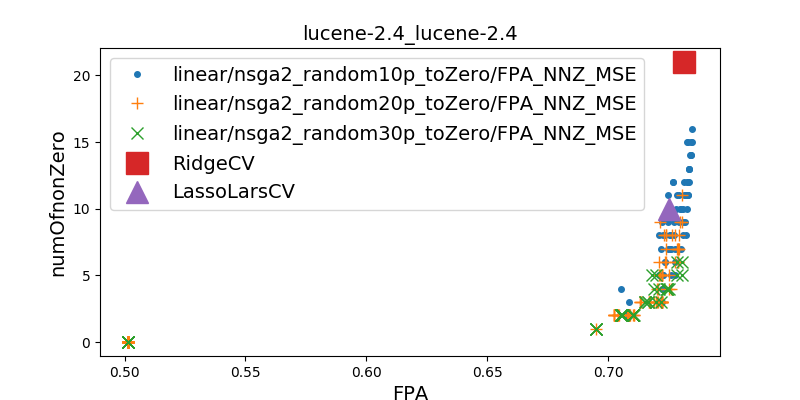 lucene-2.4_lucene-2.4
linear/nsga2_random10p_toZero/FPA_NNZ_MSE
linear/nsga2_random20p_toZero/FPA_NNZ_MSE
linear/nsga2_random30p_toZero/FPA_NNZ_MSE
RidgeCV
LassoLarsCV
numOfnonZero
20
15
10
5
0
0.50
0.55
0.60
0.65
0.70
FPA